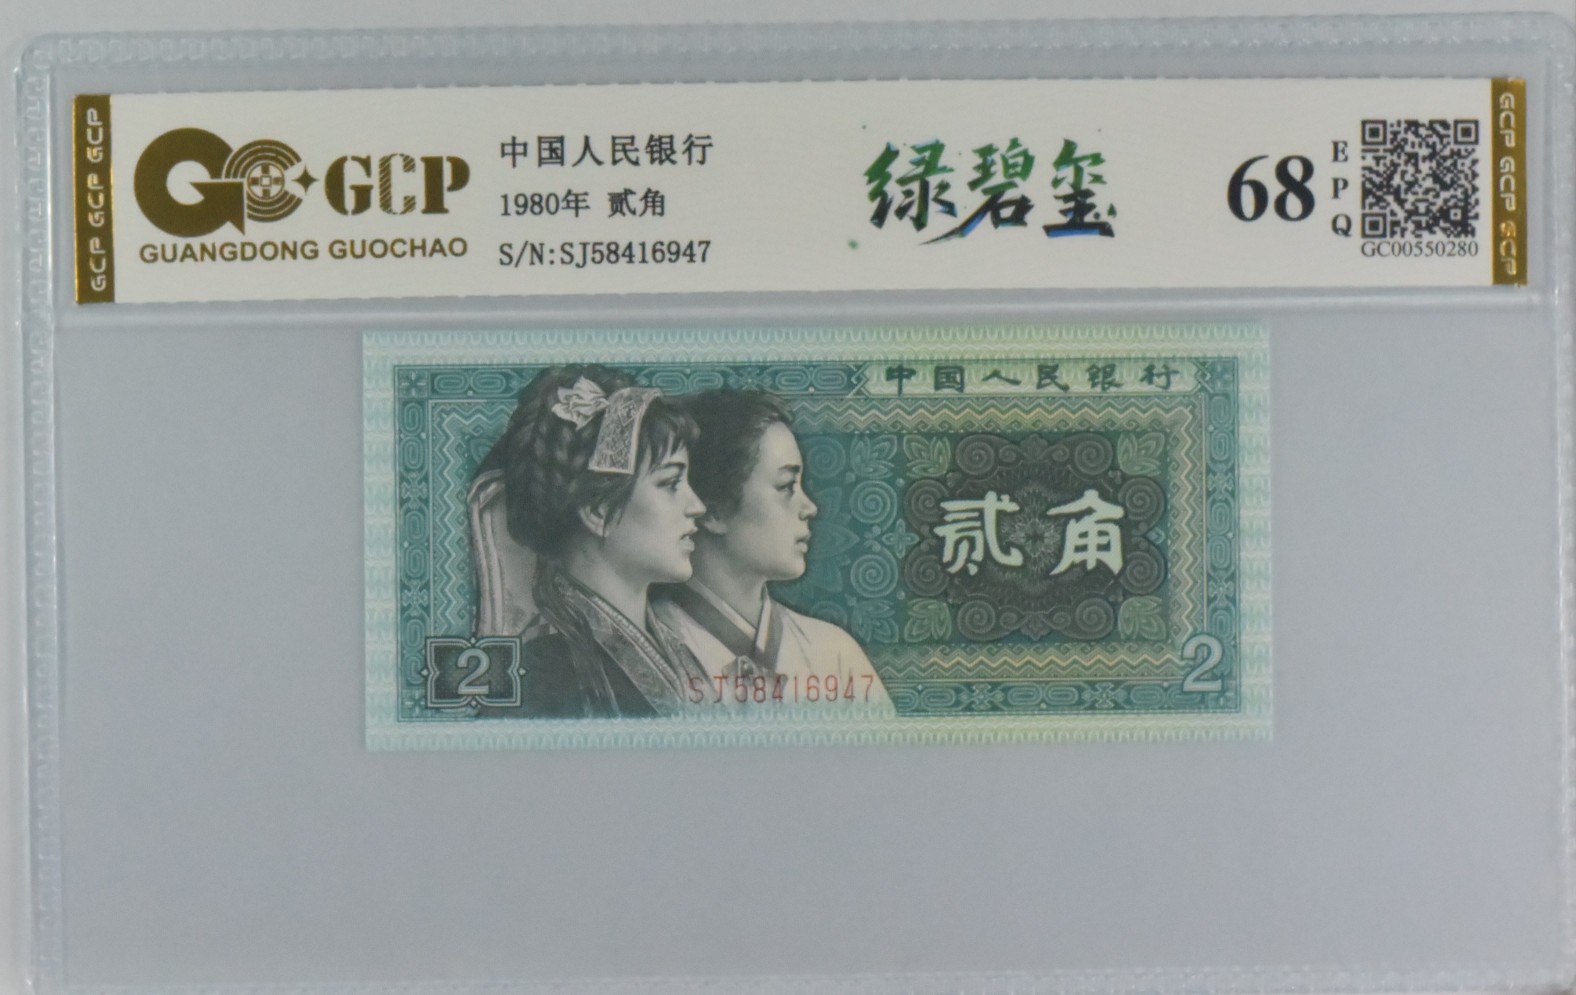 GCP GCP GCP
GCP
GUANGDONG GUOCHAO
中国人民银行
1980年 贰角
S/N:SJ58416947
绿碧玺
68
EPQ
GC00550280
GCP GCP GCP
中国人民银行
贰角
2
SJ58416947
2